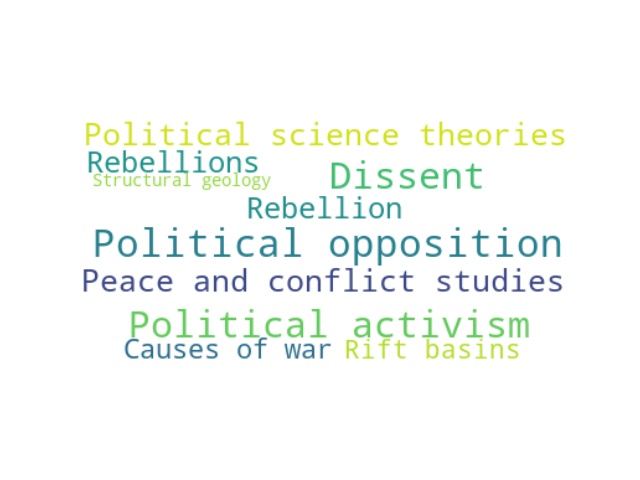 Political science theories
Rebellions
Structural geology
Dissent
Rebellion
Political opposition
Peace and conflict studies
Political activism
Causes of war
Rift basins